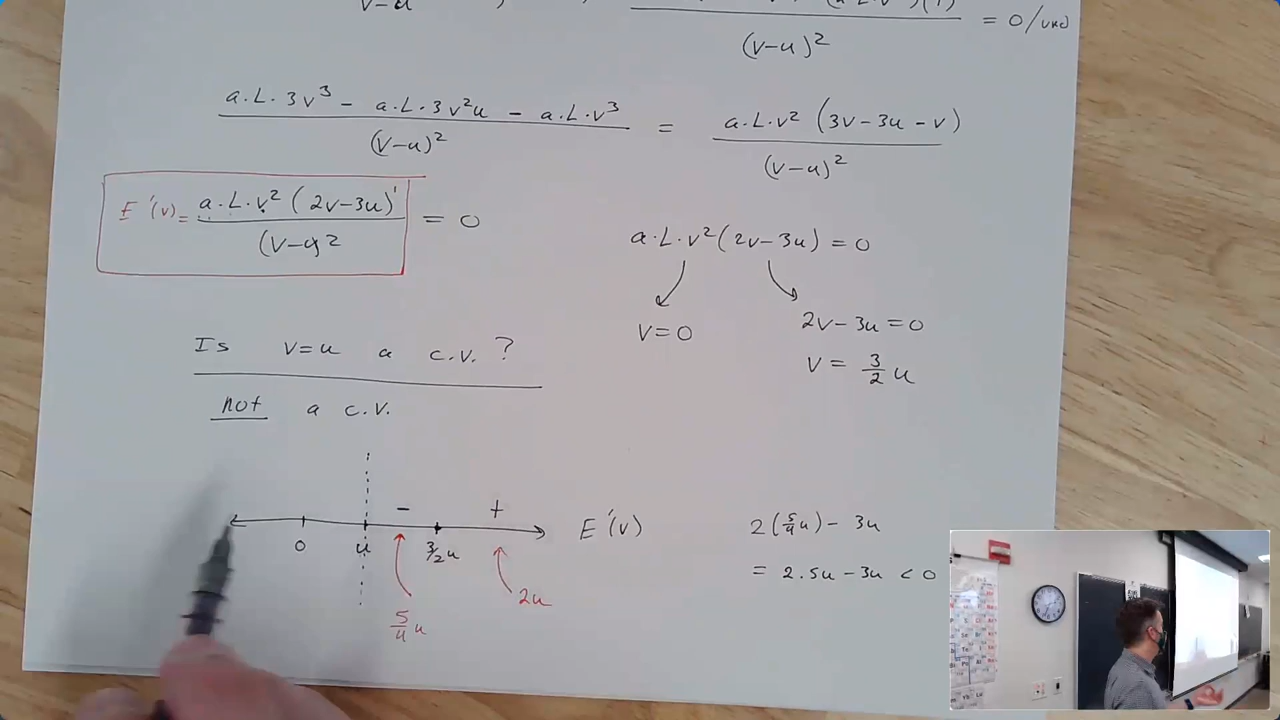 v-u
(v-u)² = 0/UND
a·L·3v³ - a·L·3v²u - a·L·v³ / (v-u)² = a·L·v² (3v-3u-v) / (v-u)²
E'(v) = a·L·v² (2v-3u) / (v-u)² = 0
a·L·v²(2v-3u) = 0
v=0
2v-3u=0
v = 3/2 u
Is v=u a c.v. ?
not a c.v.
- +
0 u 3/2u E'(v)
5/4 u
2u
2(5/4u) - 3u
= 2.5u - 3u < 0